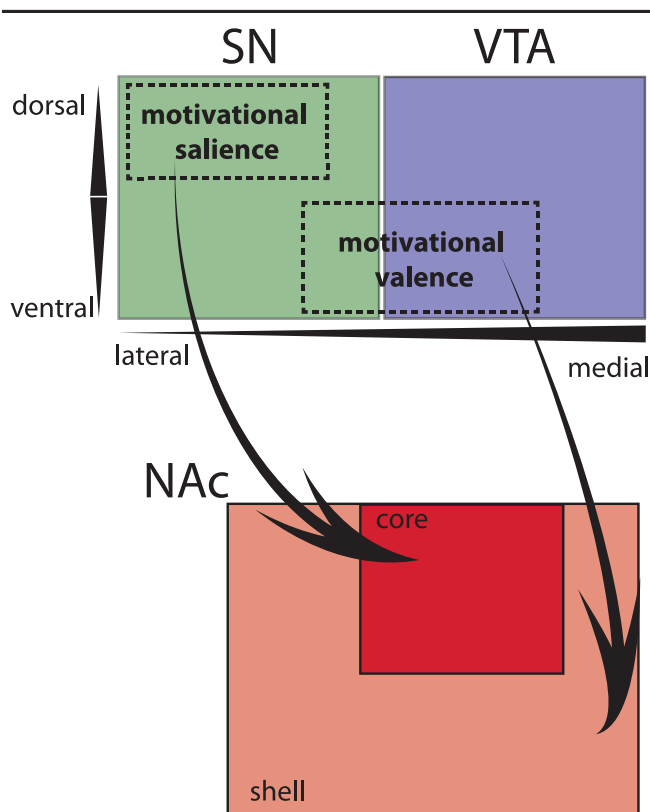 SN
VTA
dorsal
motivational
salience
motivational
valence
ventral
lateral
medial
NAc
core
shell